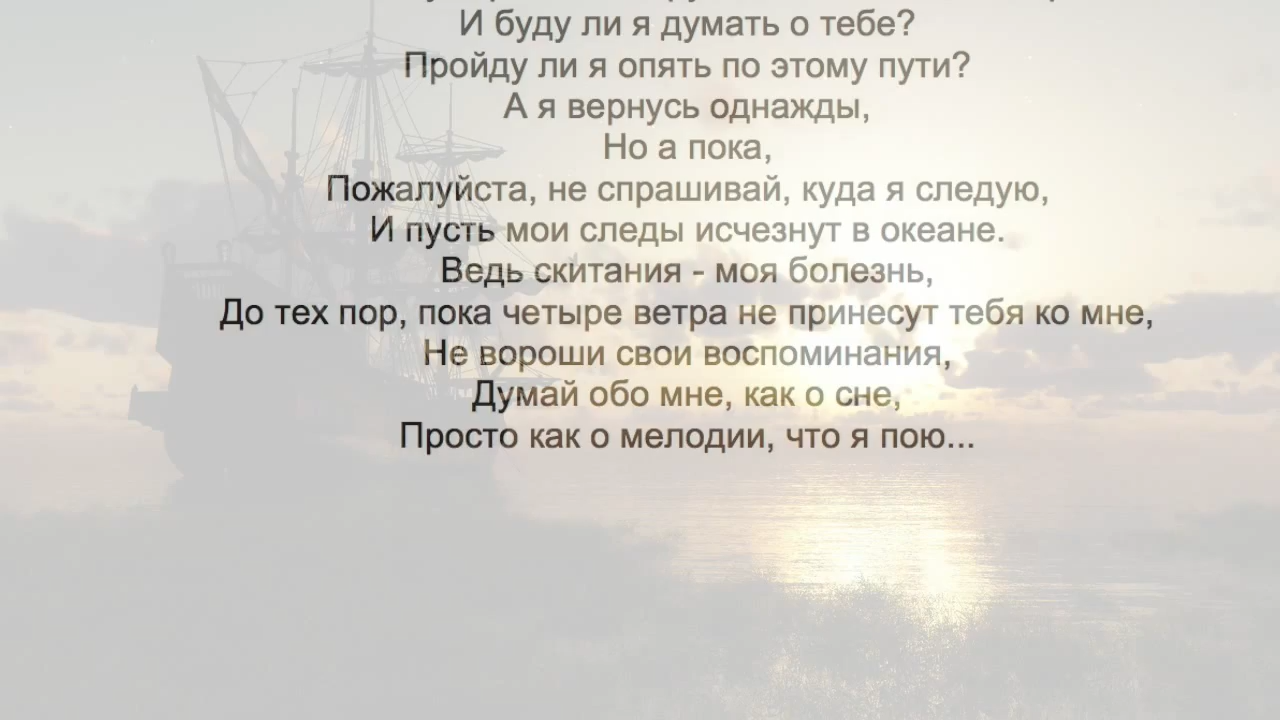 И буду ли я думать о тебе?
Пройду ли я опять по этому пути?
А я вернусь однажды,
Но а пока,
Пожалуйста, не спрашивай, куда я следую,
И пусть мои следы исчезнут в океане.
Ведь скитания - моя болезнь,
До тех пор, пока четыре ветра не принесут тебя ко мне,
Не вороши свои воспоминания,
Думай обо мне, как о сне,
Просто как о мелодии, что я пою...